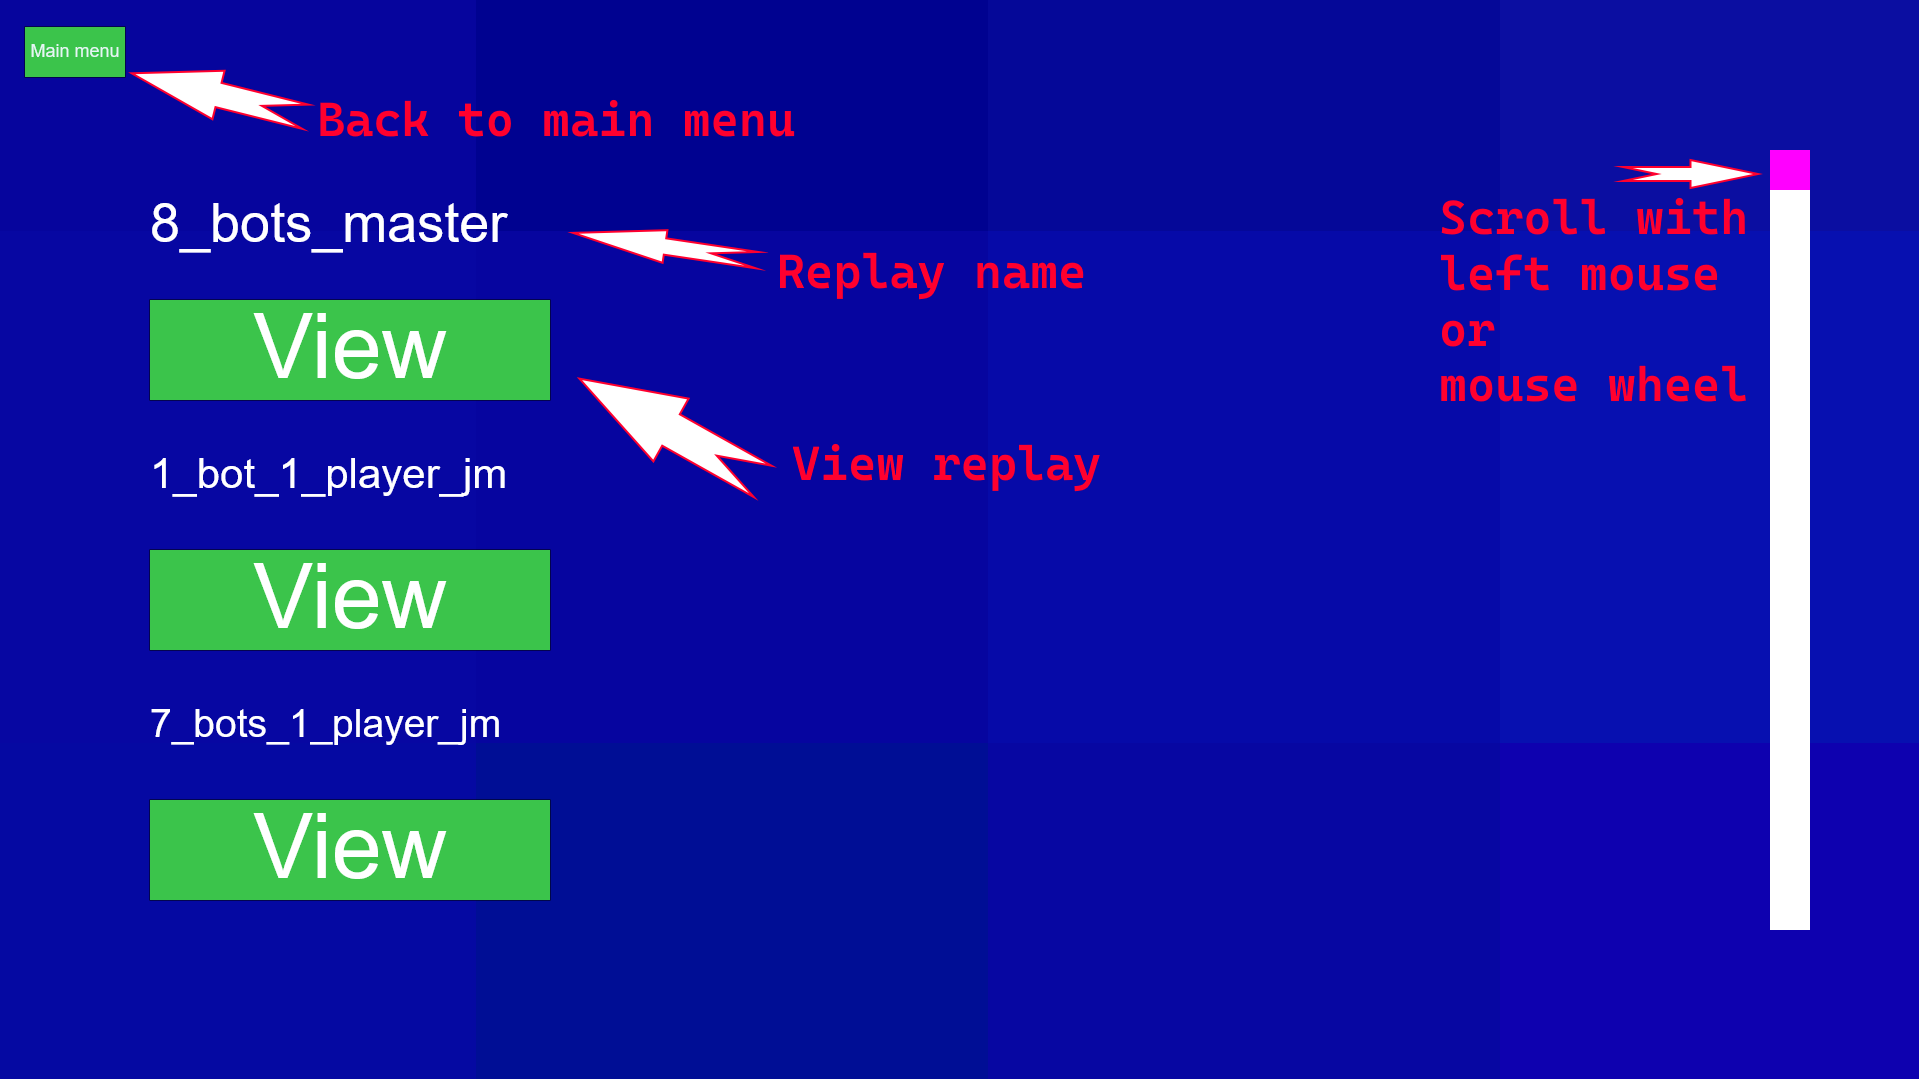 Main menu
Back to main menu
8_bots_master
Replay name
Scroll with
left mouse
or
mouse wheel
View
View replay
1_bot_1_player_jm
View
7_bots_1_player_jm
View